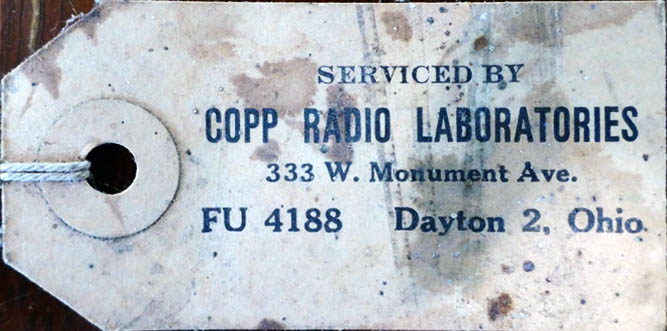 SERVICED BY
COPP RADIO LABORATORIES
333 W. Monument Ave.
FU 4188 Dayton 2, Ohio